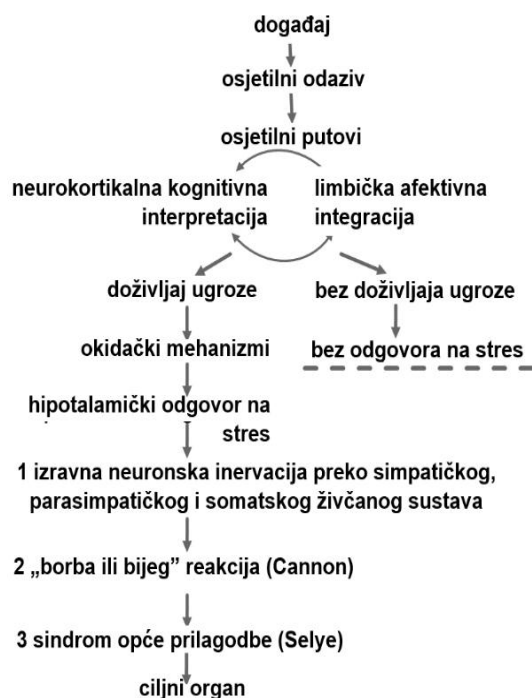 događaj
osjetilni odaziv
osjetilni putovi
neurokortikalna kognitivna
interpretacija
limbička afektivna
integracija
doživljaj ugroze
bez doživljaja ugroze
okidački mehanizmi
bez odgovora na stres
hipotalamički odgovor na
stres
1 izravna neuronska inervacija preko simpatičkog,
parasimpatičkog i somatskog živčanog sustava
2 „borba ili bijeg” reakcija (Cannon)
3 sindrom opće prilagodbe (Selye)
ciljni organ